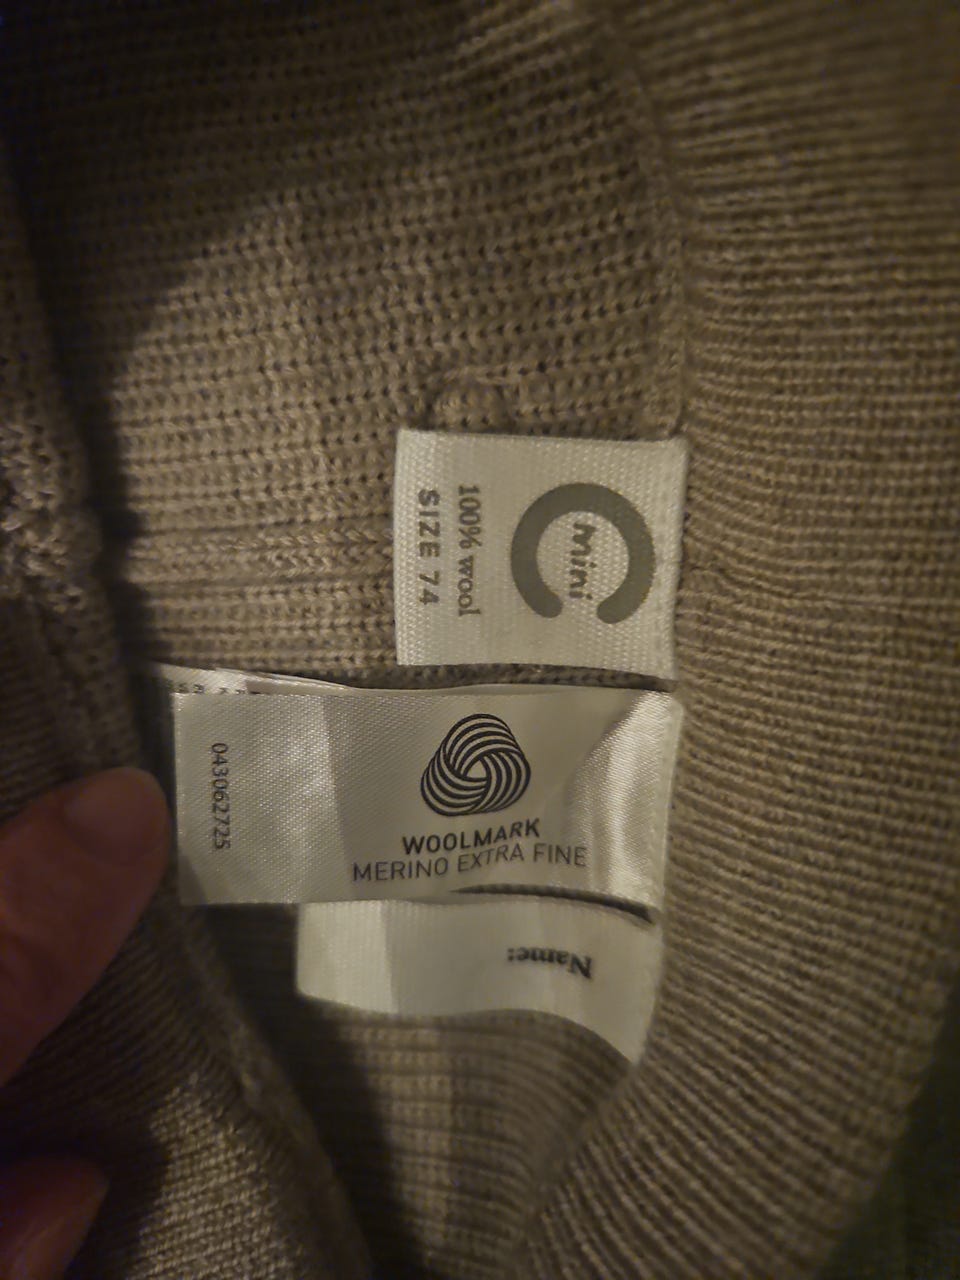 mini
100% wool
SIZE 74
WOOLMARK
MERINO EXTRA FINE
043062725
Name: